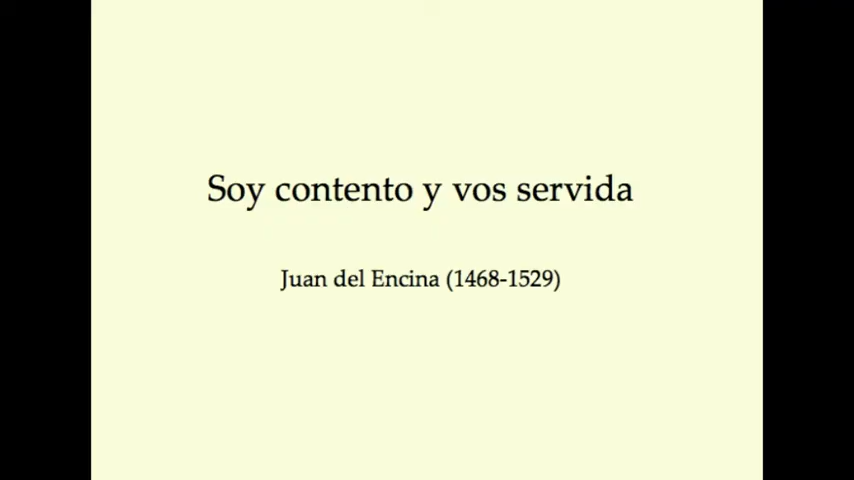 Soy contento y vos servida
Juan del Encina (1468-1529)